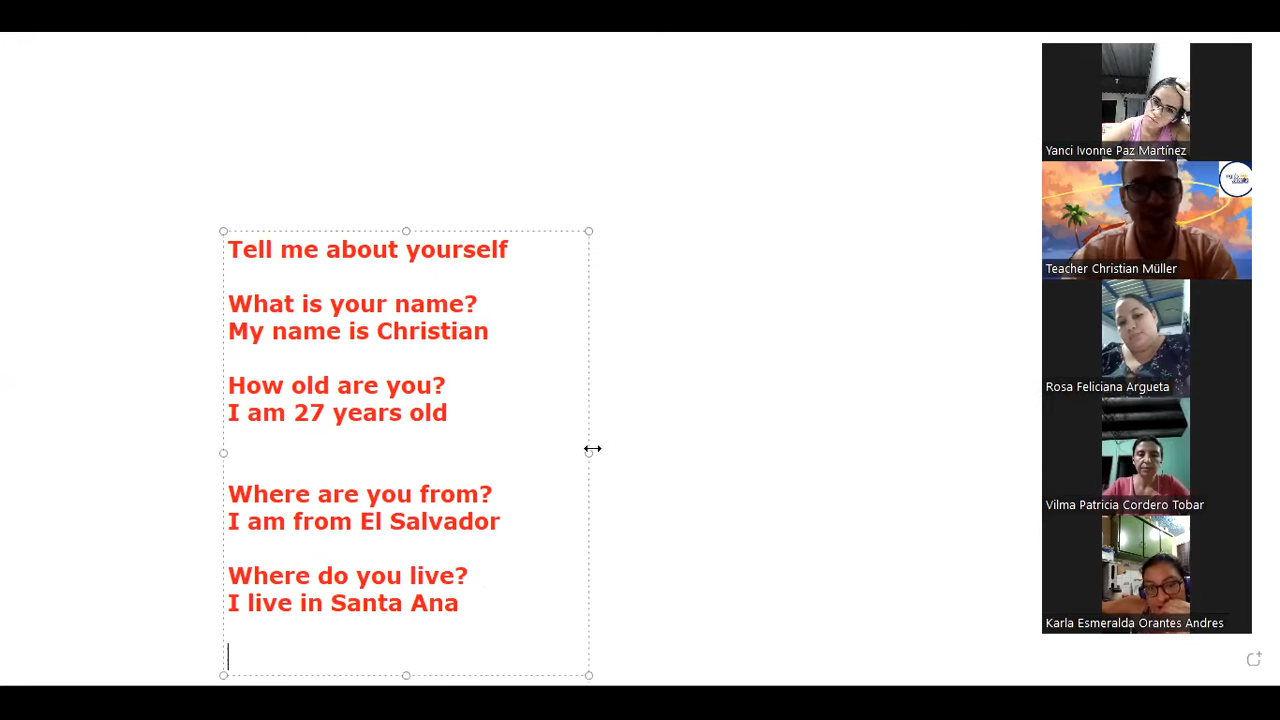 Tell me about yourself
What is your name?
My name is Christian
How old are you?
I am 27 years old
Where are you from?
I am from El Salvador
Where do you live?
I live in Santa Ana
Yanci Ivonne Paz Martínez
Teacher Christian Müller
Rosa Feliciana Argueta
Vilma Patricia Cordero Tobar
Karla Esmeralda Orantes Andres